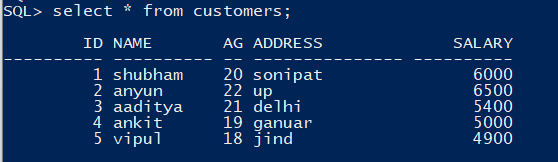 SQL> select * from customers;
ID NAME AG ADDRESS SALARY
---------- ---------- -- --------------- ----------
1 shubham 20 sonipat 6000
2 anyun 22 up 6500
3 aaditya 21 delhi 5400
4 ankit 19 ganuar 5000
5 vipul 18 jind 4900